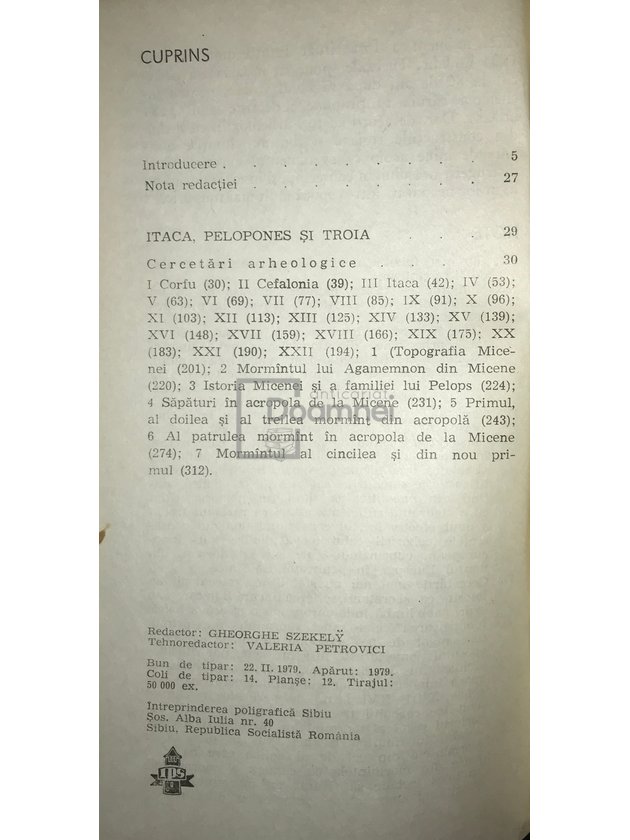 CUPRINS
Introducere . . . . . . . . . 5
Nota redacției . . . . . . . . 27
ITACA, PELOPONES ȘI TROIA . . . 29
Cercetări arheologice . . . . 30
I Corfu (30); II Cefalonia (39); III Itaca (42); IV (53);
V (63); VI (69); VII (77); VIII (85); IX (91); X (96);
XI (103); XII (113); XIII (125); XIV (133); XV (139);
XVI (148); XVII (159); XVIII (166); XIX (175); XX
(183); XXI (190); XXII (194); 1 (Topografia Mice-
nei (201); 2 Mormîntul lui Agamemnon din Micene
(220); 3 Istoria Micenei și a familiei lui Pelops (224);
4 Săpături în acropola de la Micene (231); 5 Primul,
al doilea și al treilea mormînt din acropolă (243);
6 Al patrulea mormînt în acropola de la Micene
(274); 7 Mormîntul al cincilea și din nou pri-
mul (312).
anticariat
Doamnei
Redactor: GHEORGHE SZEKELŸ
Tehnoredactor: VALERIA PETROVICI
Bun de tipar: 22. II. 1979. Apărut: 1979.
Coli de tipar: 14. Planșe: 12. Tirajul:
50 000 ex.
Intreprinderea poligrafică Sibiu
Șos. Alba Iulia nr. 40
Sibiu, Republica Socialistă România
IPS